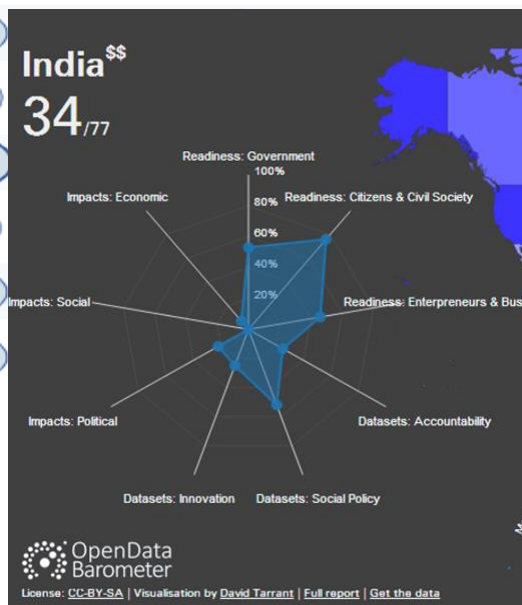 India$$
34/77
Readiness: Government
100%
Impacts: Economic
80%
Readiness: Citizens & Civil Society
60%
40%
20%
Impacts: Social
Readiness: Enterpreneurs & Bus
Impacts: Political
Datasets: Accountability
Datasets: Innovation
Datasets: Social Policy
OpenData
Barometer
License: CC-BY-SA | Visualisation by David Tarrant | Full report | Get the data